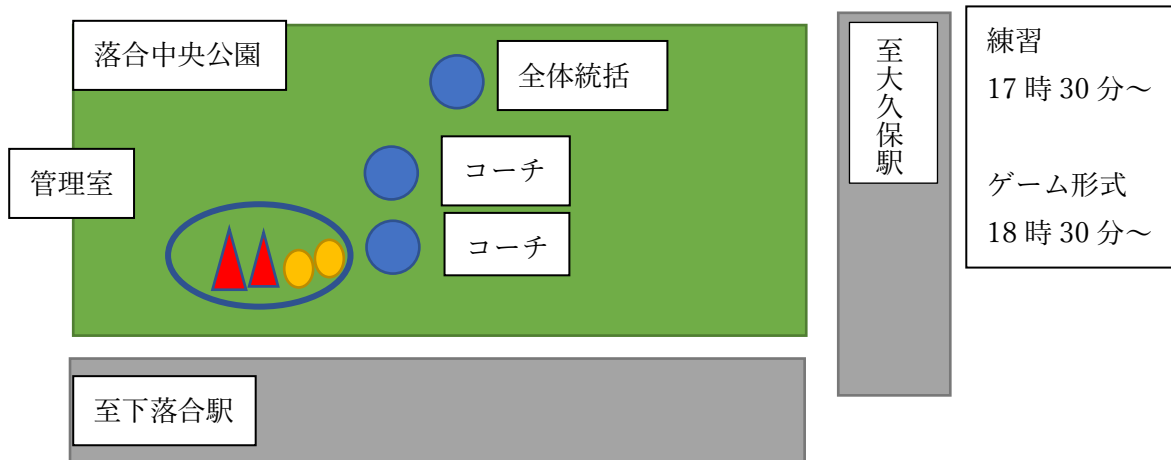 落合中央公園
全体統括
至大久保駅
練習
17時30分～
ゲーム形式
18時30分～
コーチ
管理室
コーチ
至下落合駅